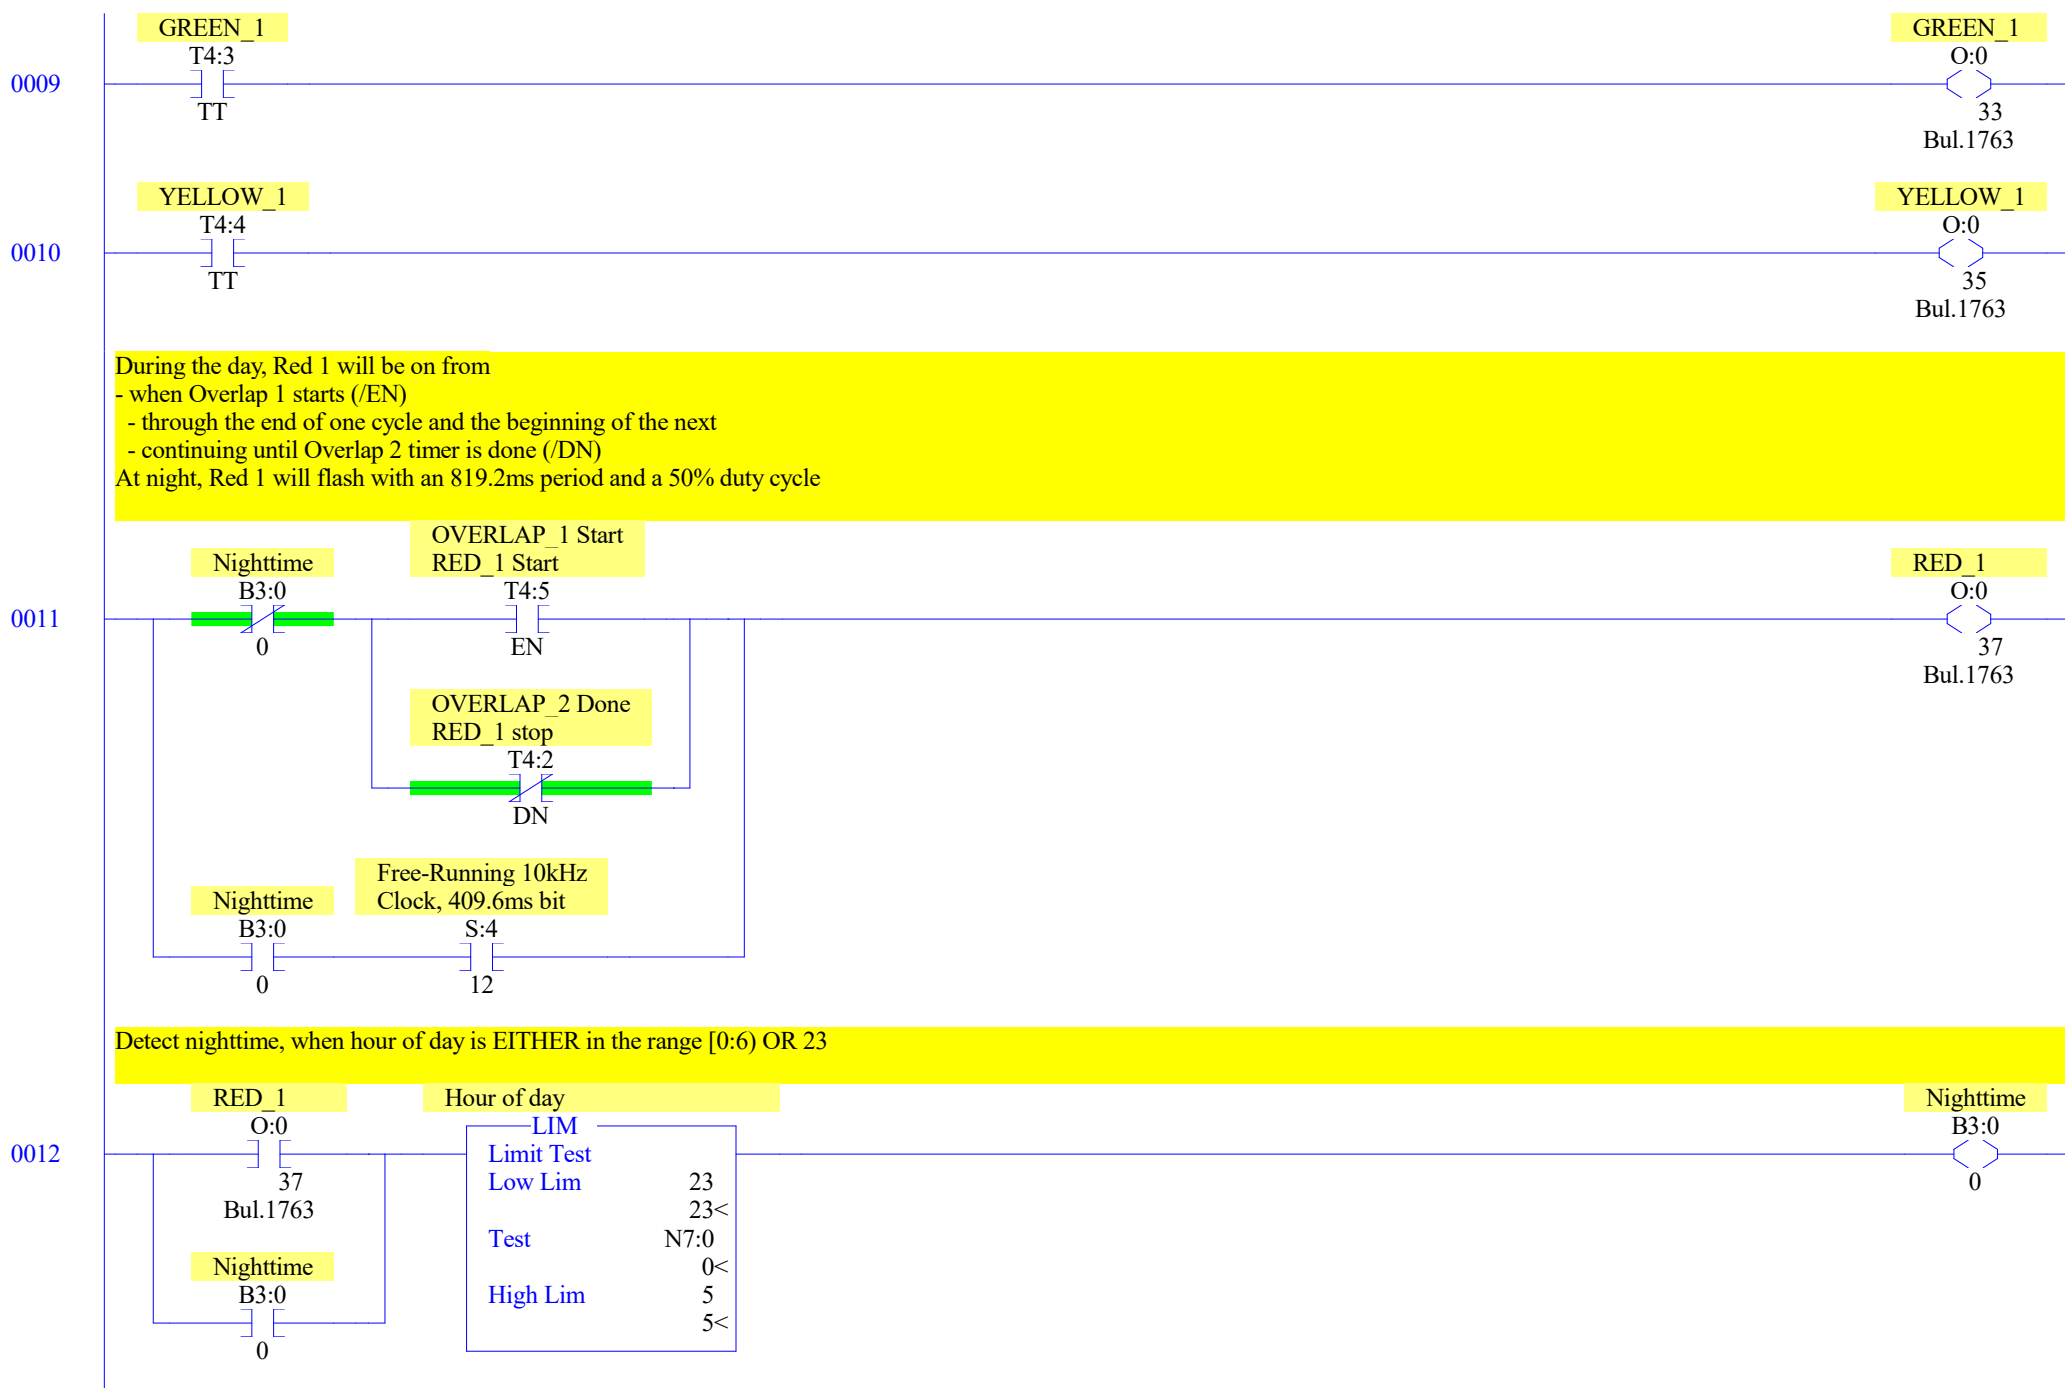 GREEN_1
T4:3
TT
0009
GREEN_1
O:0
33
Bul.1763
YELLOW_1
T4:4
TT
0010
YELLOW_1
O:0
35
Bul.1763
During the day, Red 1 will be on from
- when Overlap 1 starts (/EN)
- through the end of one cycle and the beginning of the next
- continuing until Overlap 2 timer is done (/DN)
At night, Red 1 will flash with an 819.2ms period and a 50% duty cycle
0011
Nighttime
B3:0
0
OVERLAP_1 Start
RED_1 Start
T4:5
EN
OVERLAP_2 Done
RED_1 stop
T4:2
DN
Nighttime
B3:0
0
Free-Running 10kHz
Clock, 409.6ms bit
S:4
12
RED_1
O:0
37
Bul.1763
Detect nighttime, when hour of day is EITHER in the range [0:6) OR 23
0012
RED_1
O:0
37
Bul.1763
Nighttime
B3:0
0
Hour of day
LIM
Limit Test
Low Lim 23
23<
Test N7:0
0<
High Lim 5
5<
Nighttime
B3:0
0